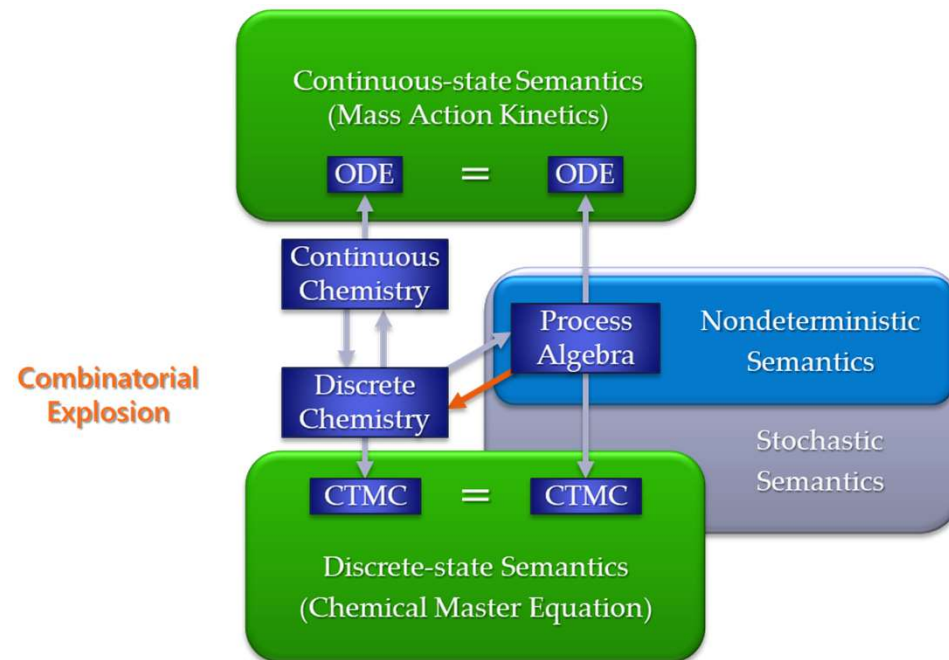 Continuous-state Semantics
(Mass Action Kinetics)
ODE = ODE
Continuous
Chemistry
Process
Algebra
Nondeterministic
Semantics
Combinatorial
Explosion
Discrete
Chemistry
Stochastic
Semantics
CTMC = CTMC
Discrete-state Semantics
(Chemical Master Equation)